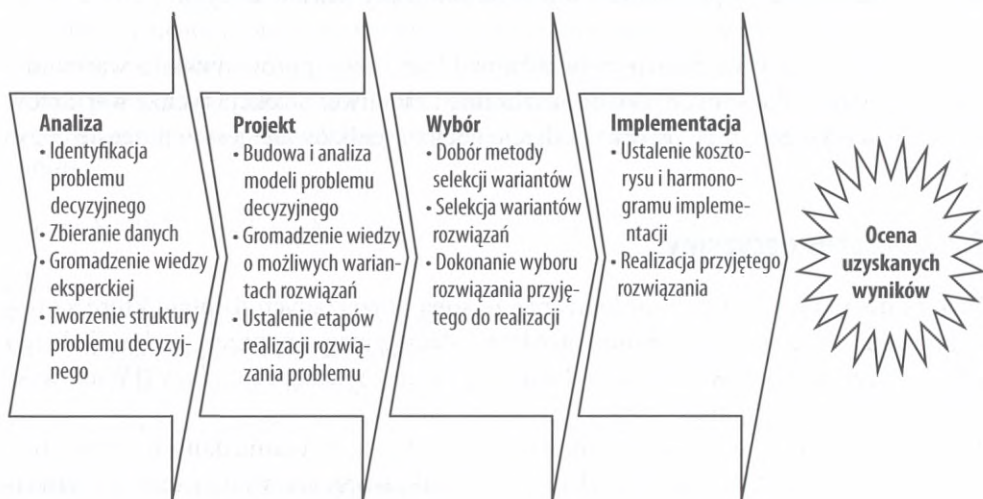 Analiza
• Identyfikacja
problemu
decyzyjnego
• Zbieranie danych
• Gromadzenie wiedzy
eksperckiej
• Tworzenie struktury
problemu decyzyj-
nego
Projekt
• Budowa i analiza
modeli problemu
decyzyjnego
• Gromadzenie wiedzy
o możliwych warian-
tach rozwiązań
• Ustalenie etapów
realizacji rozwią-
zania problemu
Wybór
• Dobór metody
selekcji wariantów
• Selekcja wariantów
rozwiązań
• Dokonanie wyboru
rozwiązania przyję-
tego do realizacji
Implementacja
• Ustalenie koszto-
rysu i harmono-
gramu impleme-
ntacji
• Realizacja przyjętego
rozwiązania
Ocena
uzyskanych
wyników